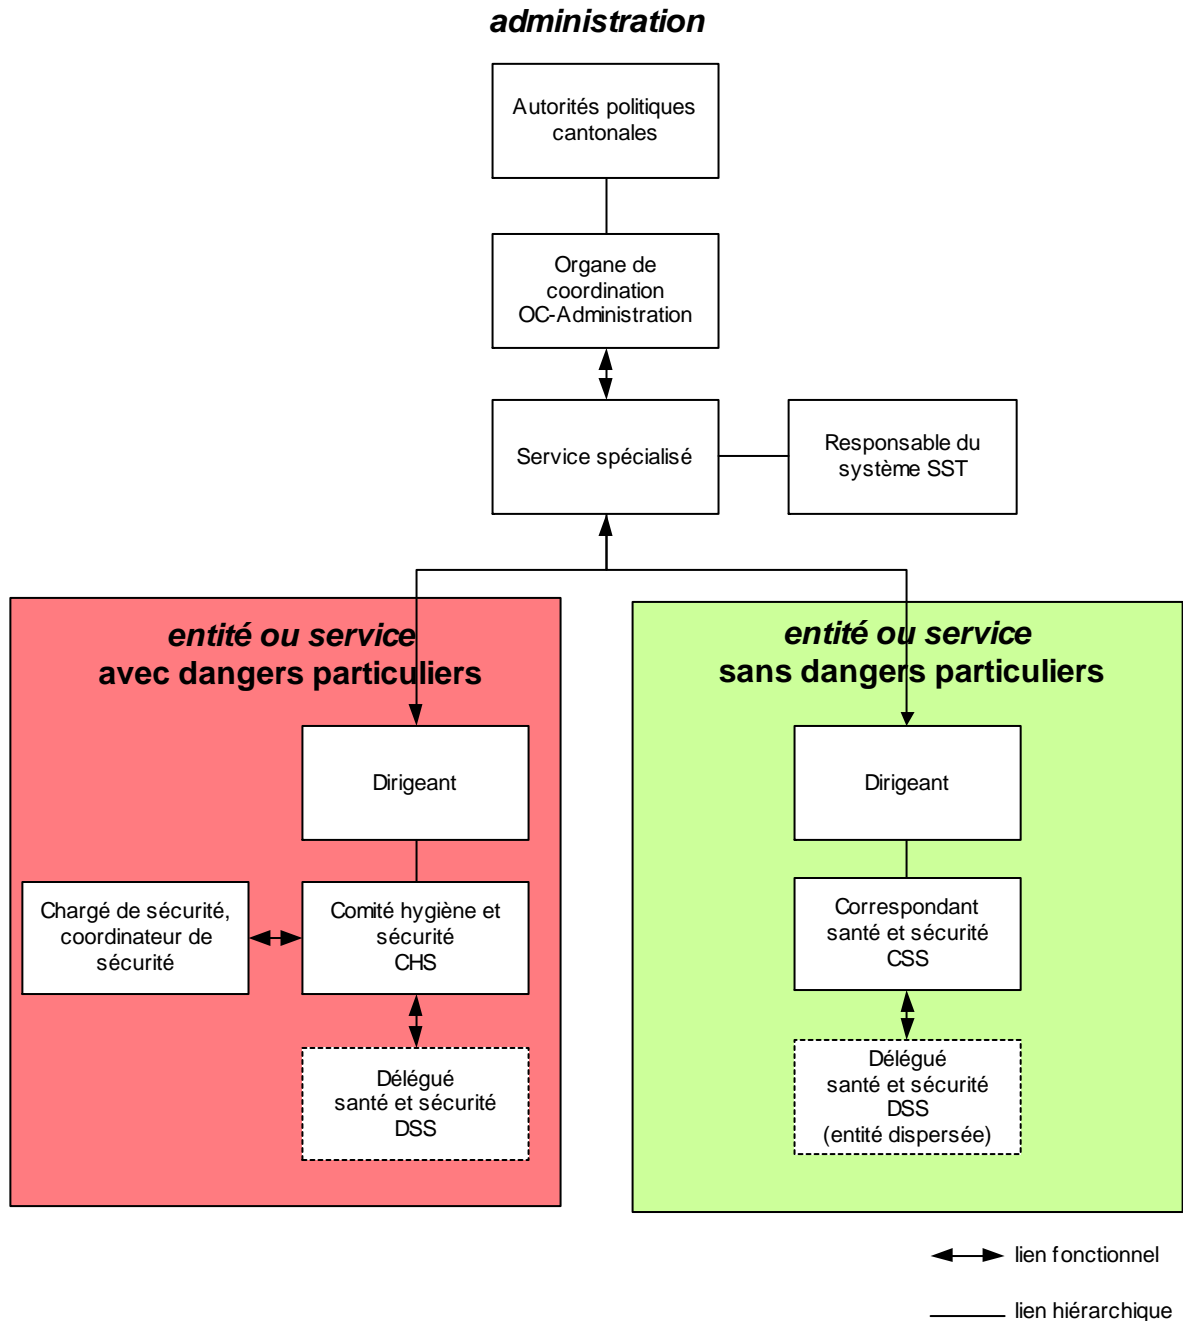 administration
Autorités politiques
cantonales
Organe de
coordination
OC-Administration
Service spécialisé
Responsable du
système SST
entité ou service
avec dangers particuliers
Dirigeant
Chargé de sécurité,
coordinateur de
sécurité
Comité hygiène et
sécurité
CHS
Délégué
santé et sécurité
DSS
entité ou service
sans dangers particuliers
Dirigeant
Correspondant
santé et sécurité
CSS
Délégué
santé et sécurité
DSS
(entité dispersée)
lien fonctionnel
lien hiérarchique